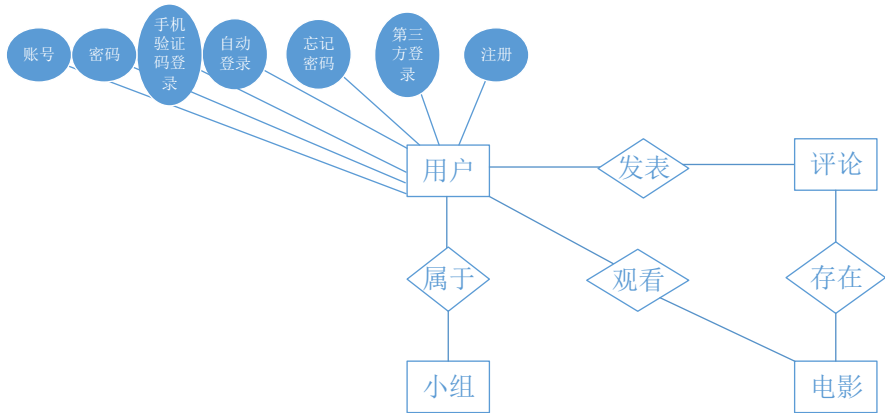 账号
密码
手机
验证
码登
录
自动
登录
忘记
密码
第三
方登
录
注册
用户
发表
评论
属于
观看
存在
小组
电影